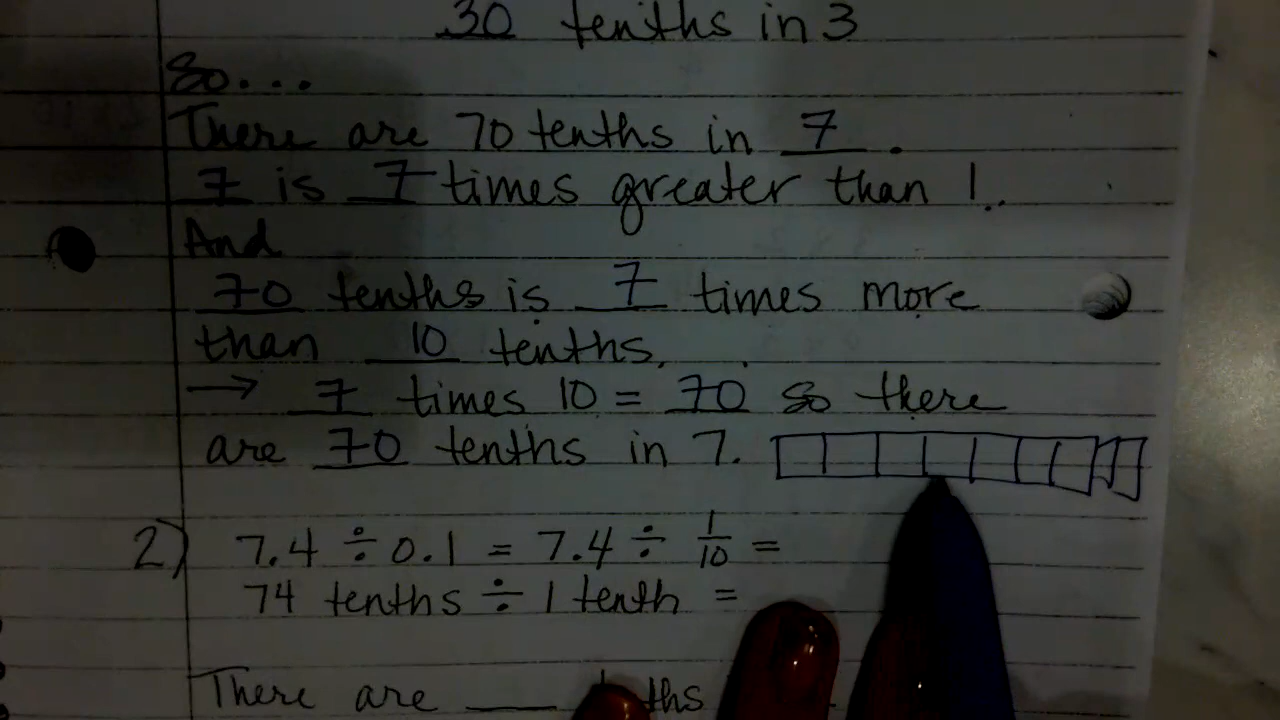 30 tenths in 3
So...
There are 70 tenths in 7.
7 is 7 times greater than 1.
And
70 tenths is 7 times more
than 10 tenths.
→ 7 times 10 = 70 so there
are 70 tenths in 7.
2) 7.4 ÷ 0.1 = 7.4 ÷ 1/10 =
74 tenths ÷ 1 tenth =
There are ___